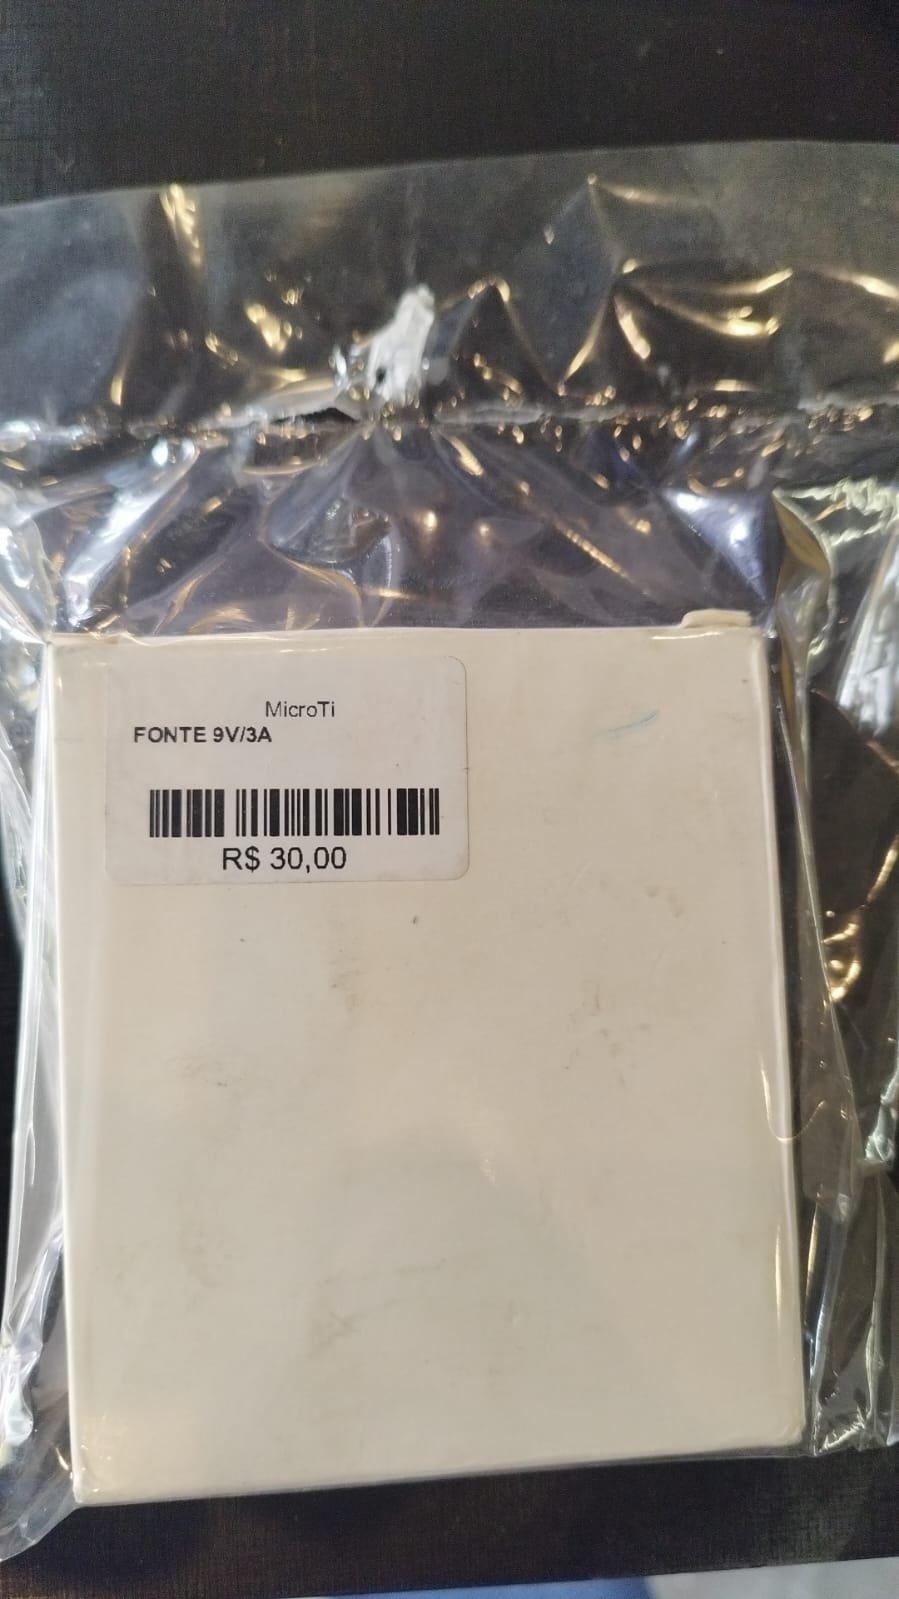 MicroTi
FONTE 9V/3A
R$ 30,00